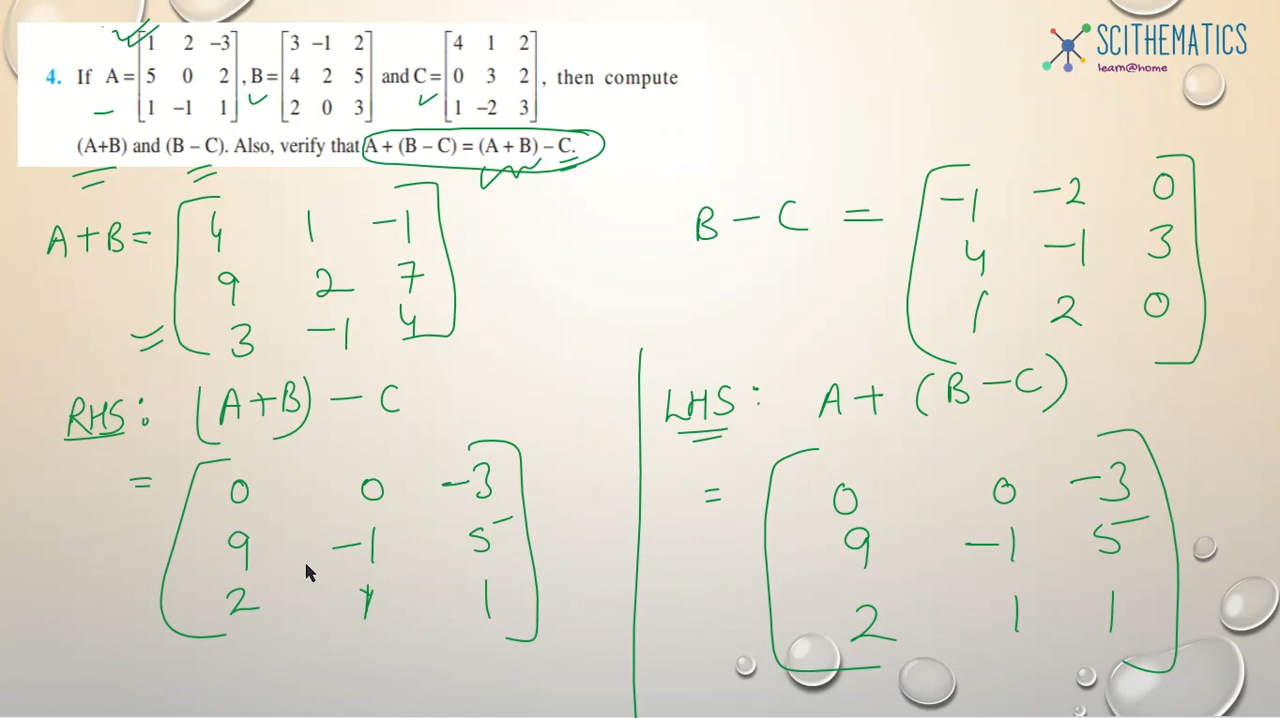 SCITHEMATICS
learn@home
4. If A = [1 2 −3; 5 0 2; 1 −1 1], B = [3 −1 2; 4 2 5; 2 0 3] and C = [4 1 2; 0 3 2; 1 −2 3], then compute
(A+B) and (B − C). Also, verify that A + (B − C) = (A + B) − C.
A+B =
4 1 −1
9 2 7
3 −1 4
B − C =
−1 −2 0
4 −1 3
1 2 0
RHS: (A+B) − C
=
0 0 −3
9 −1 5
2 1 1
LHS: A + (B − C)
=
0 0 −3
9 −1 5
2 1 1